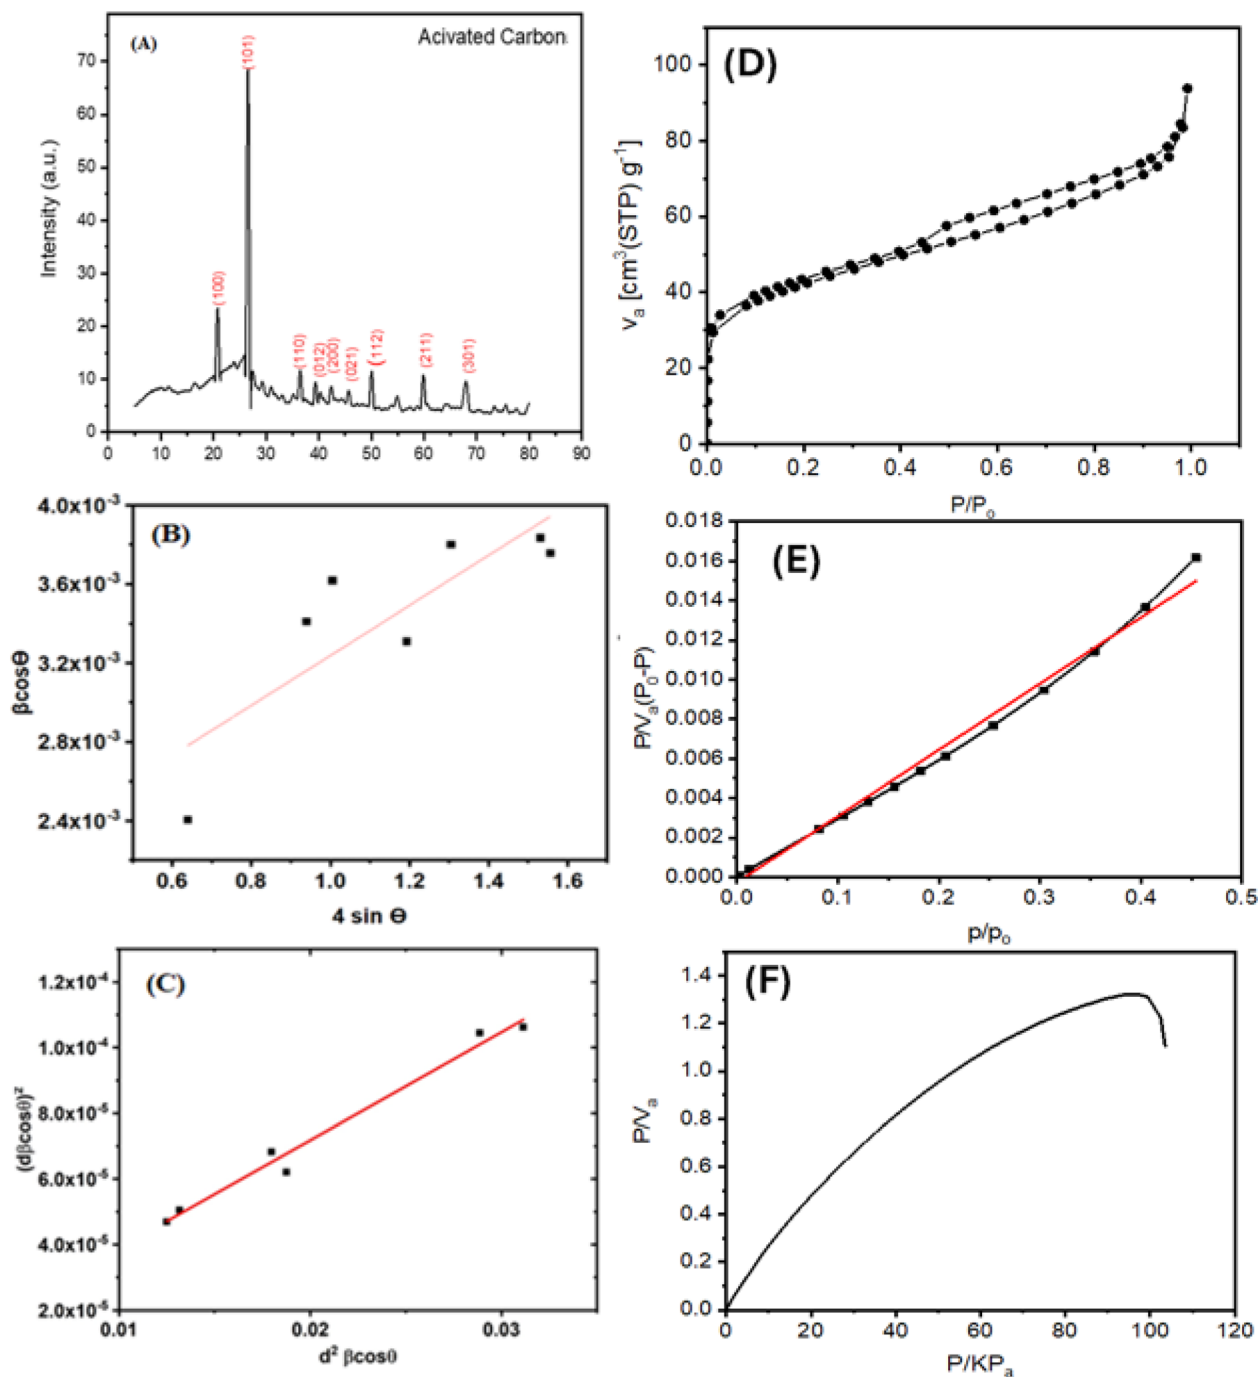 (A)
Acivated Carbon
Intensity (a.u.)
70
60
50
40
30
20
10
0
(100)
(101)
(110)
(012)
(200)
(021)
(112)
(211)
(301)
0 10 20 30 40 50 60 70 80 90
(D)
vₐ [cm³(STP) g⁻¹]
100
80
60
40
20
0
0.0 0.2 0.4 0.6 0.8 1.0
P/Pₒ
(B)
βcosΘ
4.0x10⁻³
3.6x10⁻³
3.2x10⁻³
2.8x10⁻³
2.4x10⁻³
0.6 0.8 1.0 1.2 1.4 1.6
4 sin Θ
(E)
P/Vₐ(P₀-P)
0.018
0.016
0.014
0.012
0.010
0.008
0.006
0.004
0.002
0.000
0.0 0.1 0.2 0.3 0.4 0.5
p/pₒ
(C)
(dβcosθ)²
1.2x10⁻⁴
1.0x10⁻⁴
8.0x10⁻⁵
6.0x10⁻⁵
4.0x10⁻⁵
2.0x10⁻⁵
0.01 0.02 0.03
d² βcosθ
(F)
P/Vₐ
1.4
1.2
1.0
0.8
0.6
0.4
0.2
0.0
0 20 40 60 80 100 120
P/KPₐ